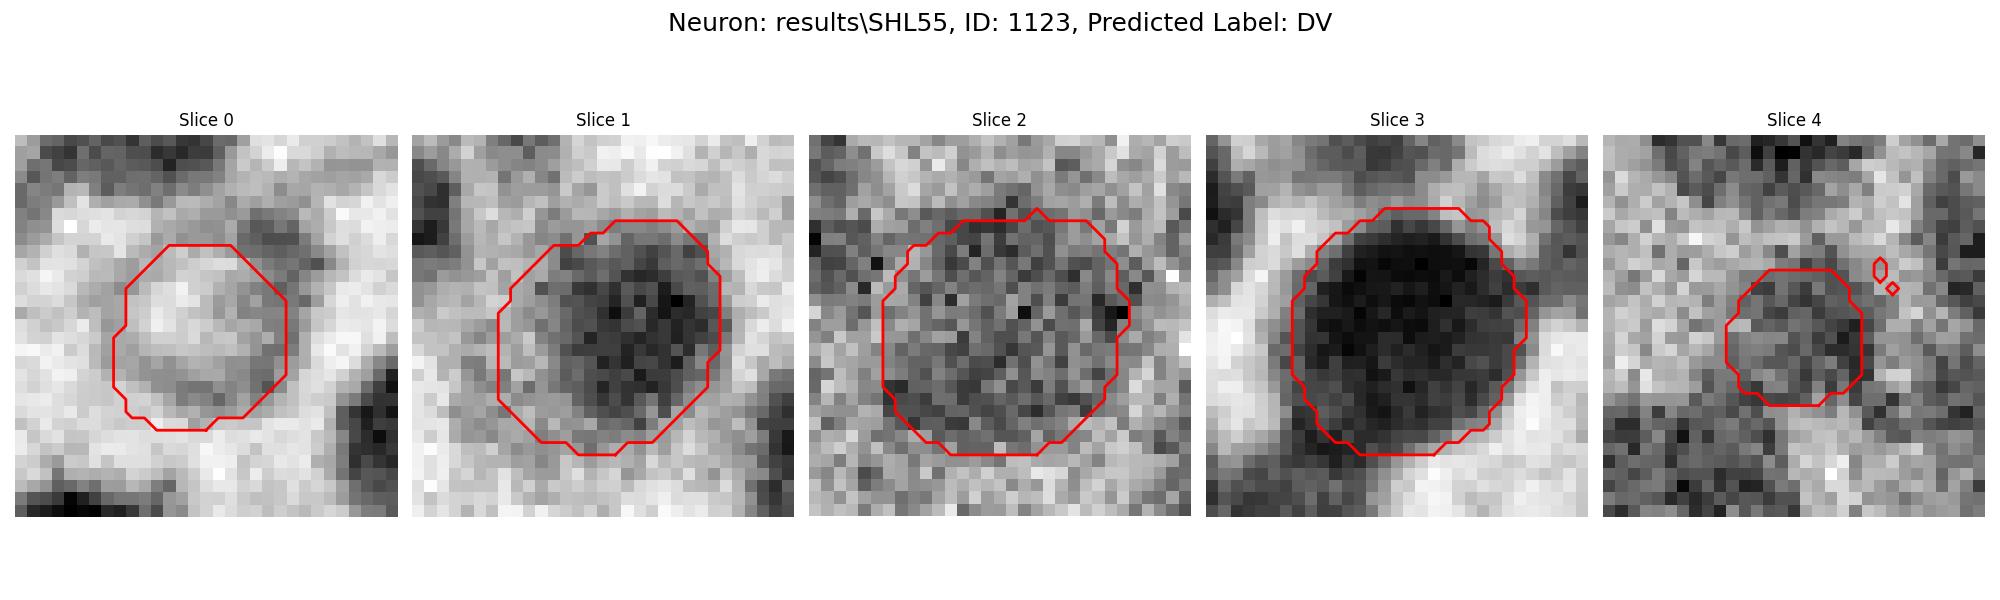 Neuron: results\SHL55, ID: 1123, Predicted Label: DV
Slice 0
Slice 1
Slice 2
Slice 3
Slice 4